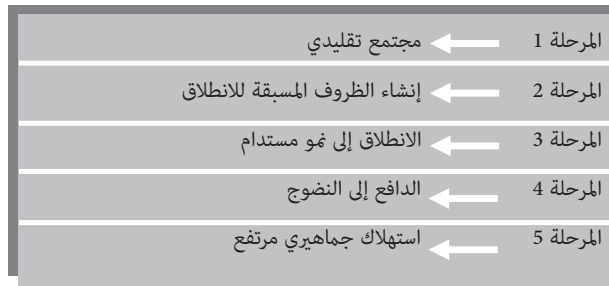 المرحلة 1 مجتمع تقليدي
المرحلة 2 إنشاء الظروف المسبقة للانطلاق
المرحلة 3 الانطلاق إلى نمو مستدام
المرحلة 4 الدافع إلى النضوج
المرحلة 5 استهلاك جماهيري مرتفع